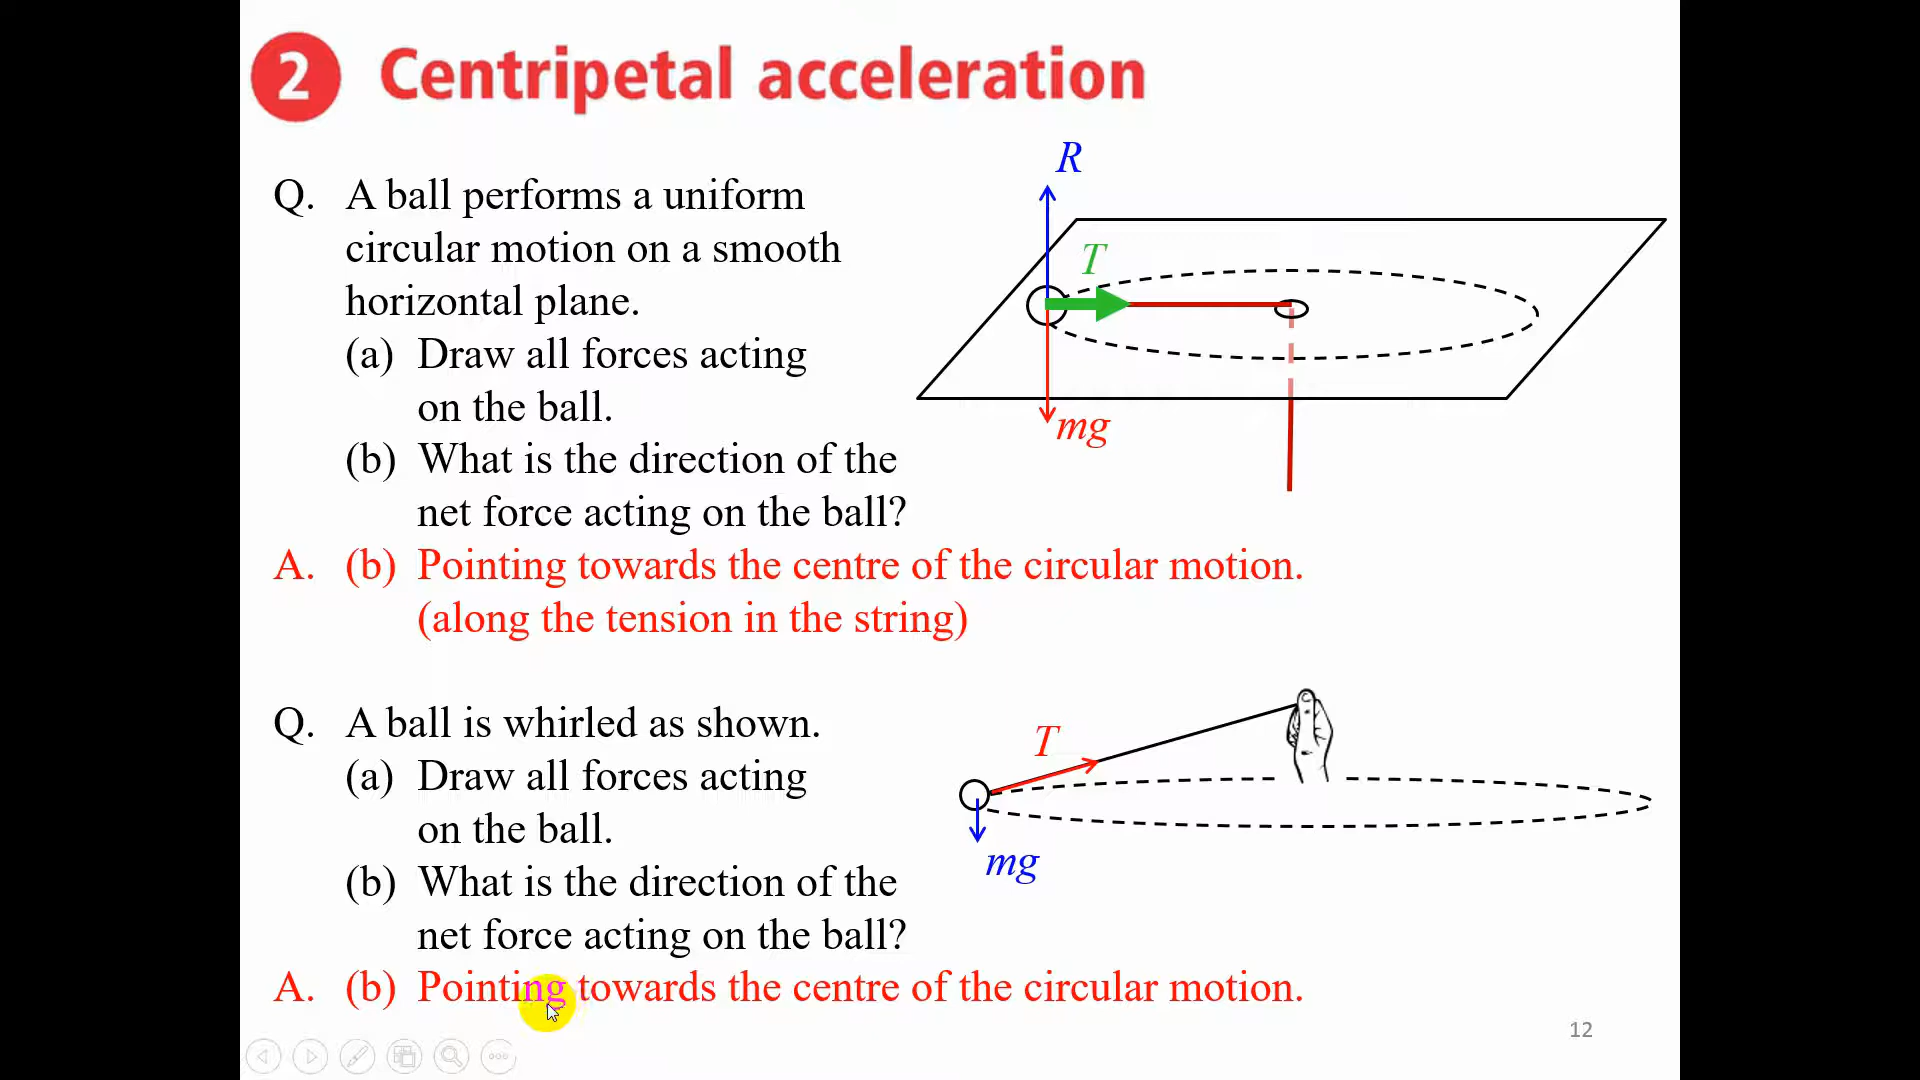 2 Centripetal acceleration
Q. A ball performs a uniform
circular motion on a smooth
horizontal plane.
(a) Draw all forces acting
on the ball.
(b) What is the direction of the
net force acting on the ball?
A. (b) Pointing towards the centre of the circular motion.
(along the tension in the string)
R
T
mg
Q. A ball is whirled as shown.
(a) Draw all forces acting
on the ball.
(b) What is the direction of the
net force acting on the ball?
A. (b) Pointing towards the centre of the circular motion.
T
mg
12